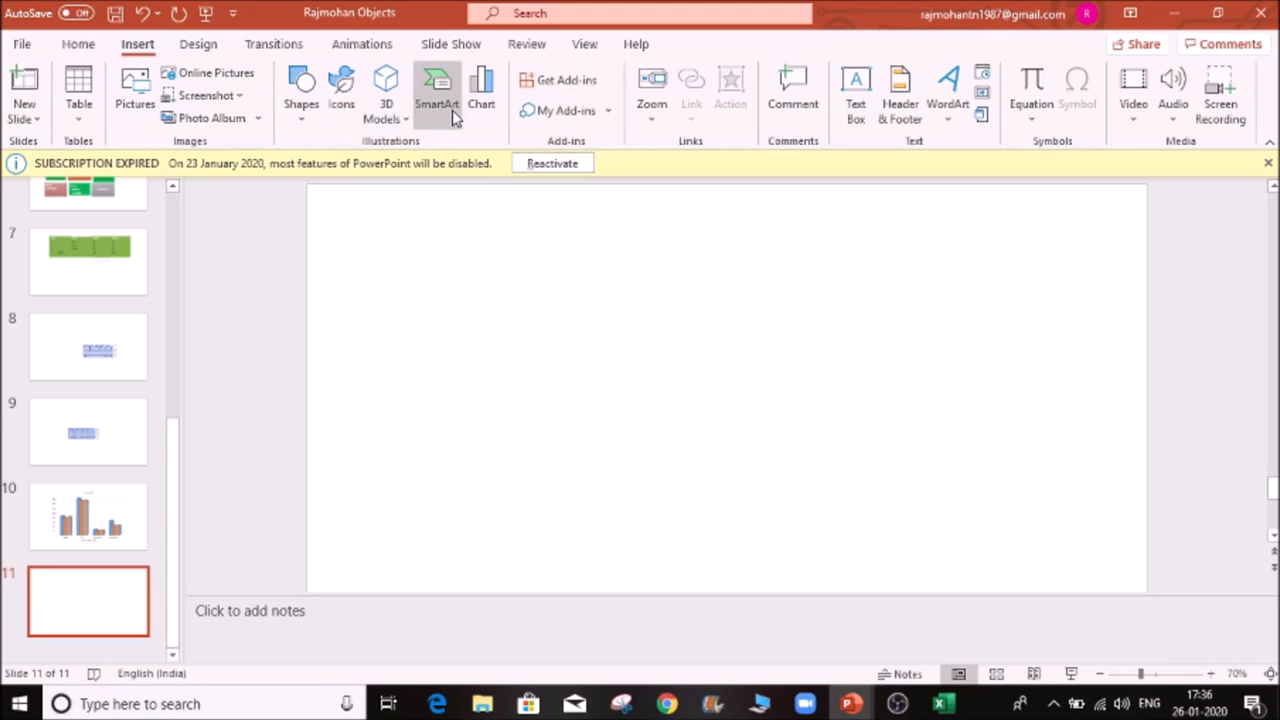 AutoSave Off Rajmohan Objects Search rajmohantn1987@gmail.com R
File Home Insert Design Transitions Animations Slide Show Review View Help Share Comments
New Slide Table Pictures Online Pictures Screenshot Photo Album Shapes Icons 3D Models SmartArt Chart Get Add-ins My Add-ins Zoom Link Action Comment Text Box Header & Footer WordArt Equation Symbol Video Audio Screen Recording
Slides Tables Images Illustrations Add-ins Links Comments Text Symbols Media
SUBSCRIPTION EXPIRED On 23 January 2020, most features of PowerPoint will be disabled. Reactivate
7
8
9
10
11
Click to add notes
Slide 11 of 11 English (India) Notes 70%
Type here to search ENG 17:36
26-01-2020 1